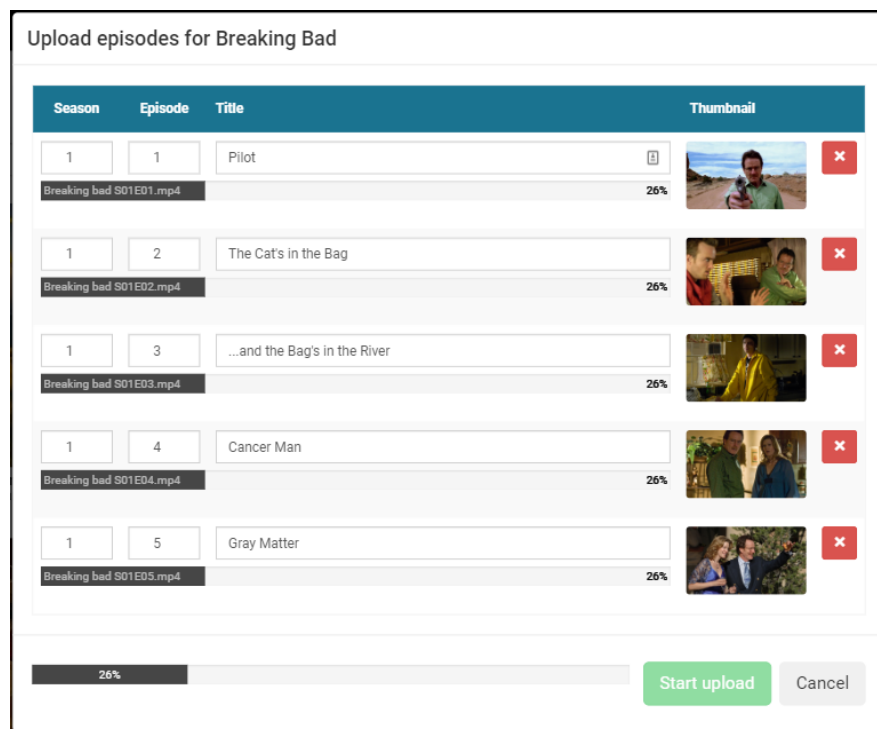 Upload episodes for Breaking Bad
Season Episode Title Thumbnail
1 1 Pilot
Breaking bad S01E01.mp4 26%
1 2 The Cat's in the Bag
Breaking bad S01E02.mp4 26%
1 3 ...and the Bag's in the River
Breaking bad S01E03.mp4 26%
1 4 Cancer Man
Breaking bad S01E04.mp4 26%
1 5 Gray Matter
Breaking bad S01E05.mp4 26%
26% Start upload Cancel